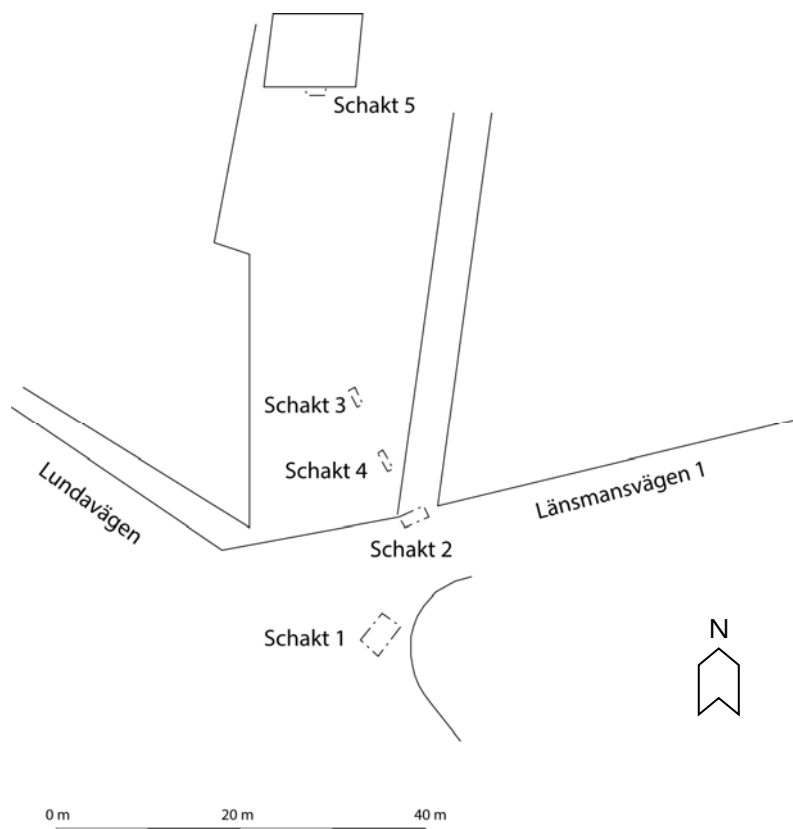 Schakt 5
Schakt 3
Schakt 4
Lundavägen
Länsmansvägen 1
Schakt 2
Schakt 1
N
0 m 20 m 40 m